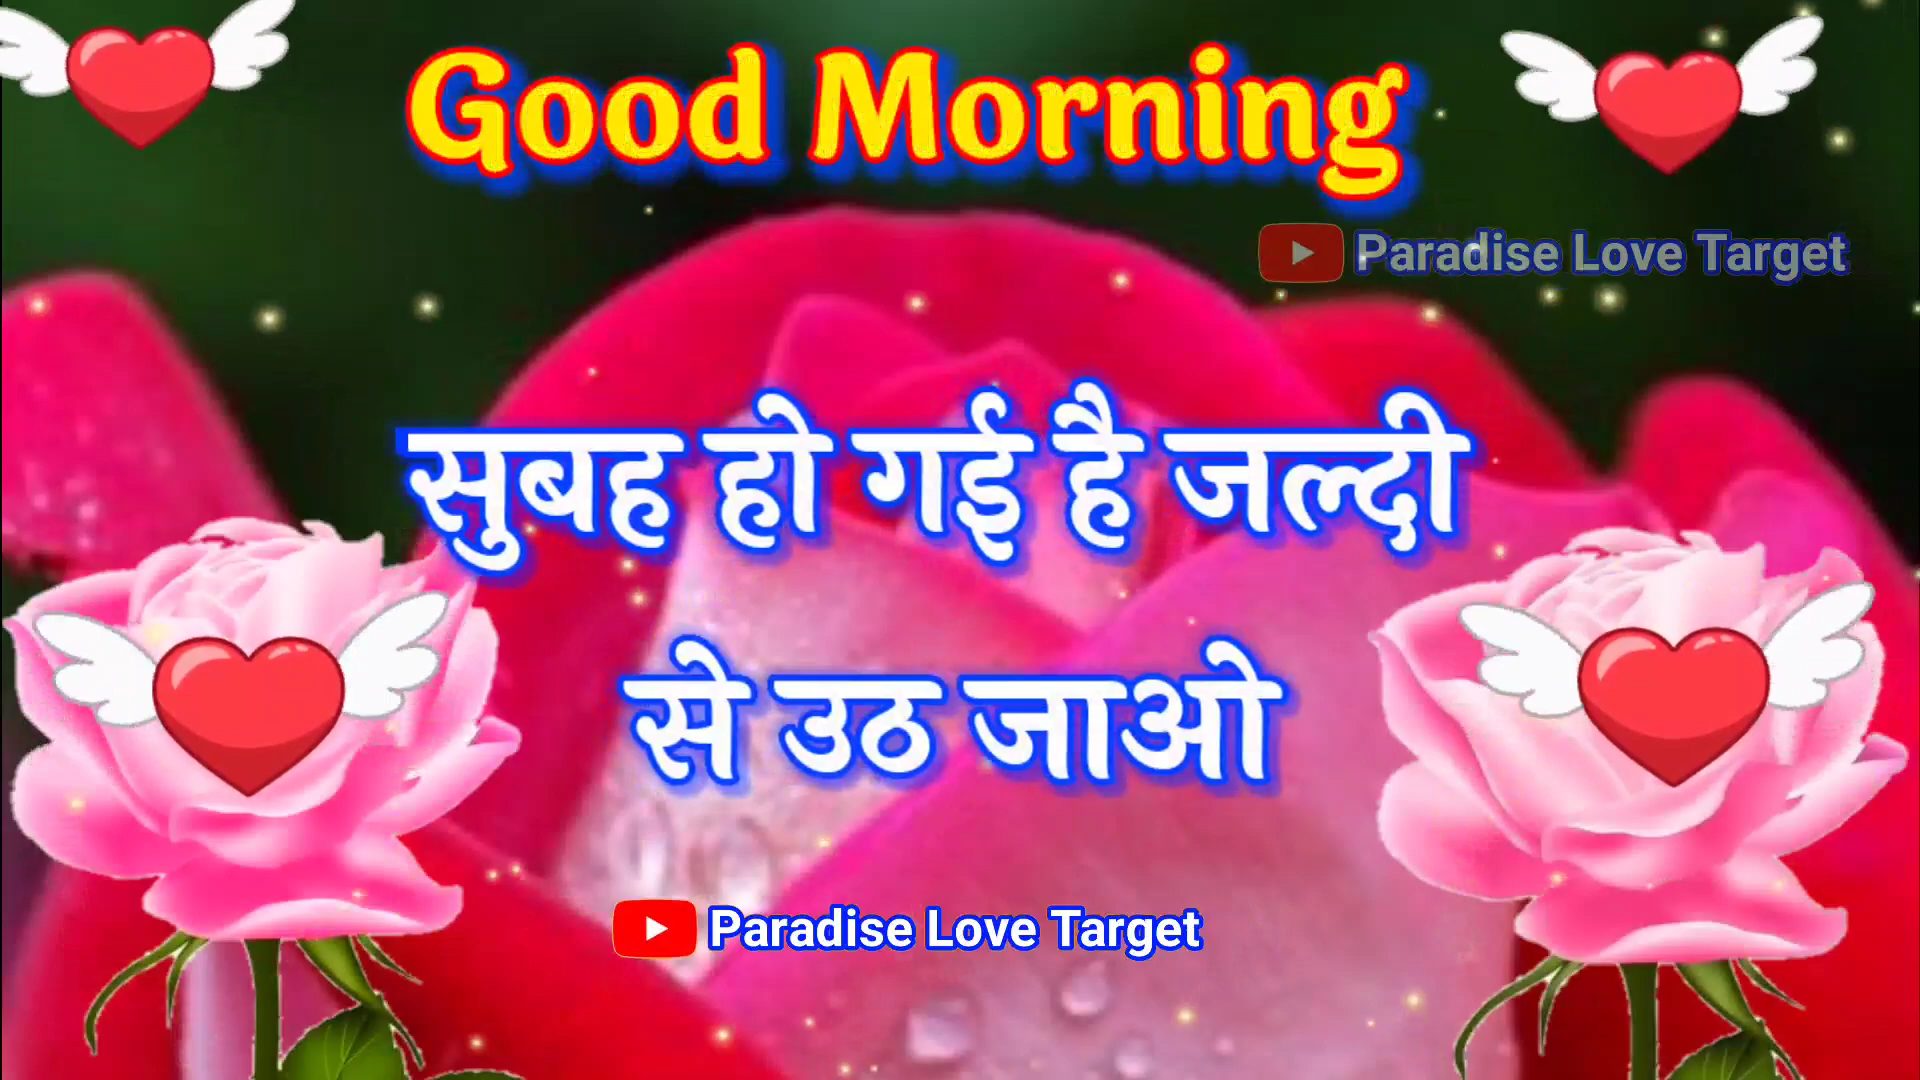 Good Morning
Paradise Love Target
सुबह हो गई है जल्दी
से उठ जाओ
Paradise Love Target